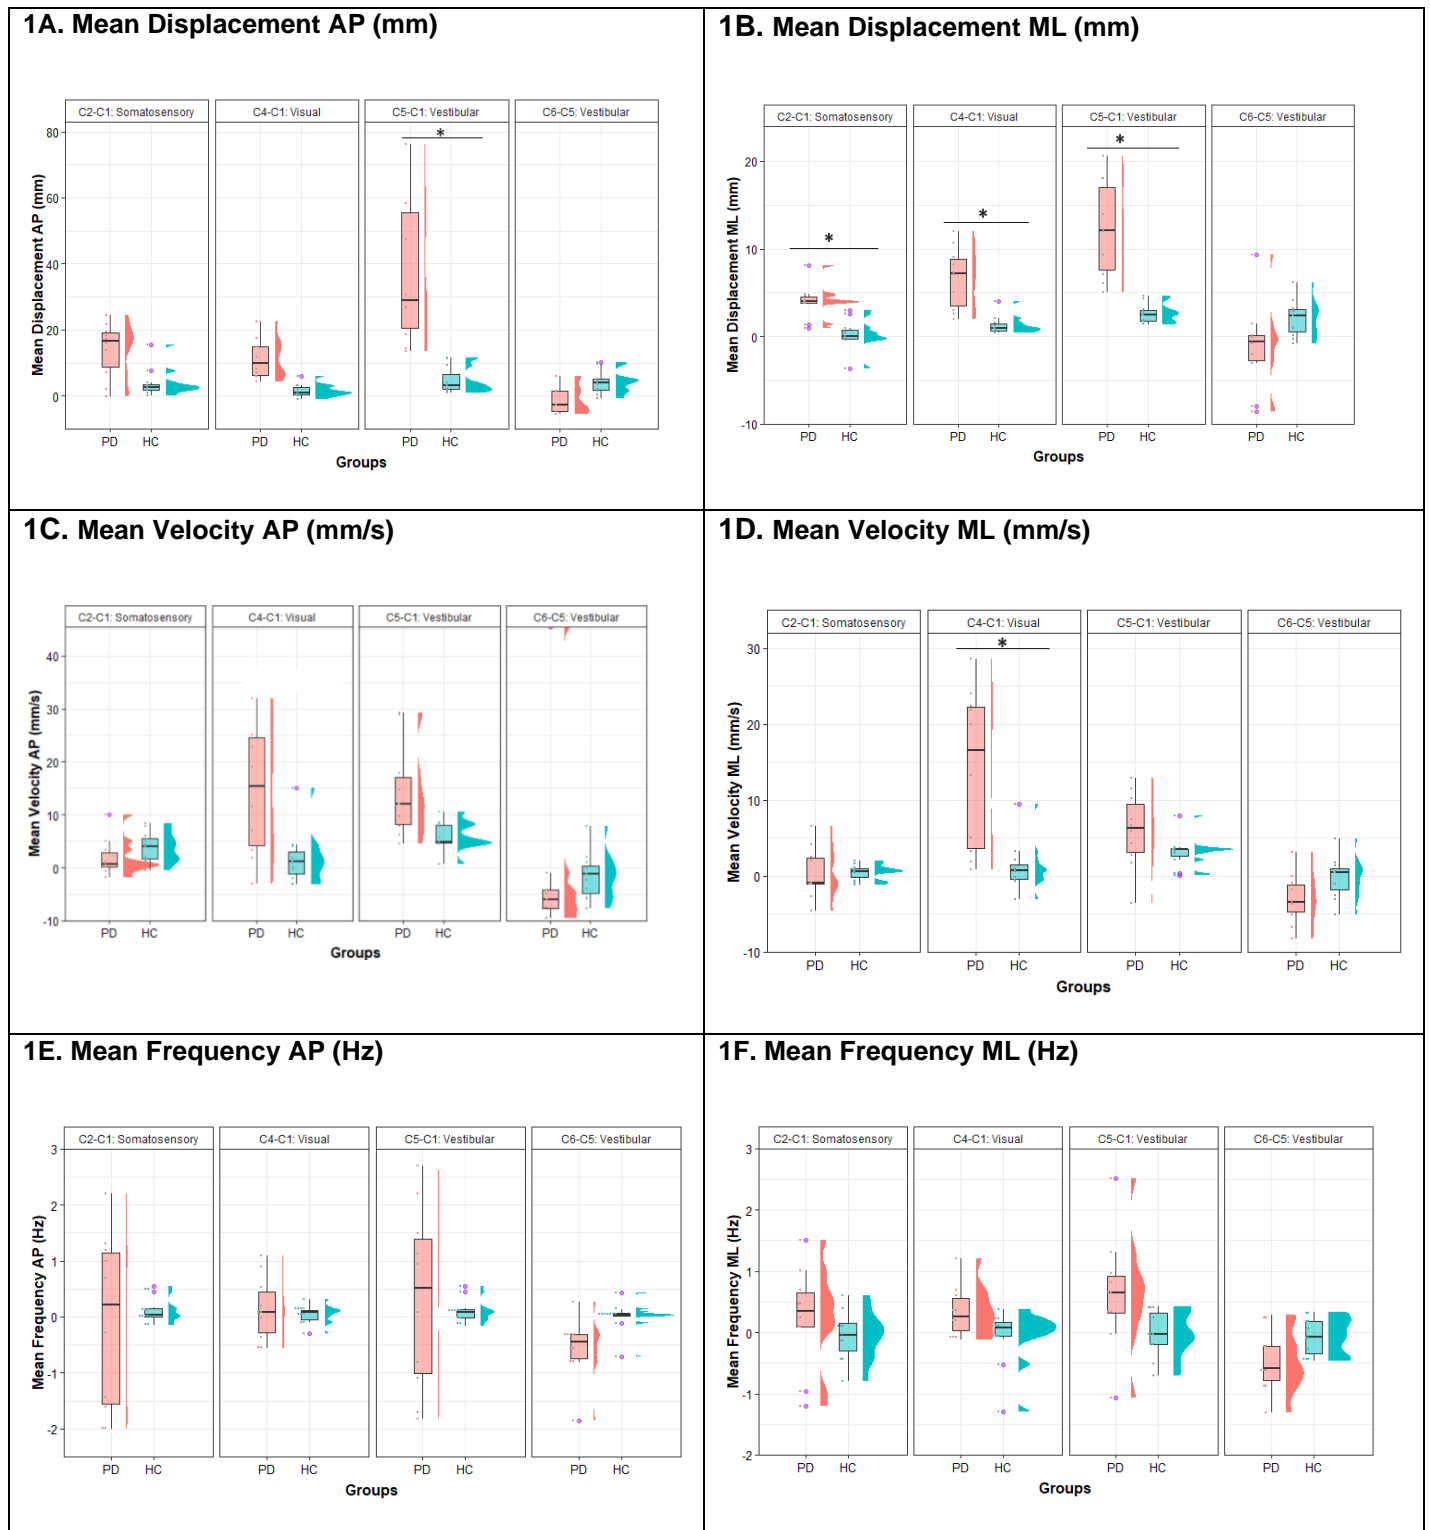 1A. Mean Displacement AP (mm)
C2-C1: Somatosensory
C4-C1: Visual
C5-C1: Vestibular
C6-C5: Vestibular
*
80
60
40
20
0
Mean Displacement AP (mm)
PD HC PD HC PD HC PD HC
Groups
1B. Mean Displacement ML (mm)
C2-C1: Somatosensory
C4-C1: Visual
C5-C1: Vestibular
C6-C5: Vestibular
*
*
*
20
10
0
-10
Mean Displacement ML (mm)
PD HC PD HC PD HC PD HC
Groups
1C. Mean Velocity AP (mm/s)
C2-C1: Somatosensory
C4-C1: Visual
C5-C1: Vestibular
C6-C5: Vestibular
40
30
20
10
0
-10
Mean Velocity AP (mm/s)
PD HC PD HC PD HC PD HC
Groups
1D. Mean Velocity ML (mm/s)
C2-C1: Somatosensory
C4-C1: Visual
C5-C1: Vestibular
C6-C5: Vestibular
*
30
20
10
0
-10
Mean Velocity ML (mm/s)
PD HC PD HC PD HC PD HC
Groups
1E. Mean Frequency AP (Hz)
C2-C1: Somatosensory
C4-C1: Visual
C5-C1: Vestibular
C6-C5: Vestibular
3
2
1
0
-1
-2
Mean Frequency AP (Hz)
PD HC PD HC PD HC PD HC
Groups
1F. Mean Frequency ML (Hz)
C2-C1: Somatosensory
C4-C1: Visual
C5-C1: Vestibular
C6-C5: Vestibular
3
2
1
0
-1
-2
Mean Frequency ML (Hz)
PD HC PD HC PD HC PD HC
Groups